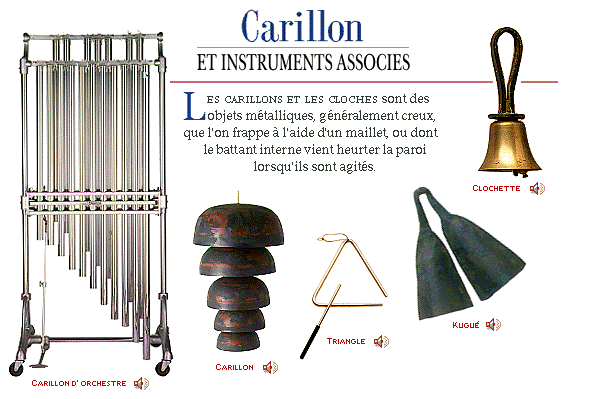 Carillon
ET INSTRUMENTS ASSOCIES
LES CARILLONS ET LES CLOCHES sont des
objets métalliques, généralement creux,
que l'on frappe à l'aide d'un maillet, ou dont
le battant interne vient heurter la paroi
lorsqu'ils sont agités.
CLOCHETTE
KUGUÉ
TRIANGLE
CARILLON
CARILLON D' ORCHESTRE